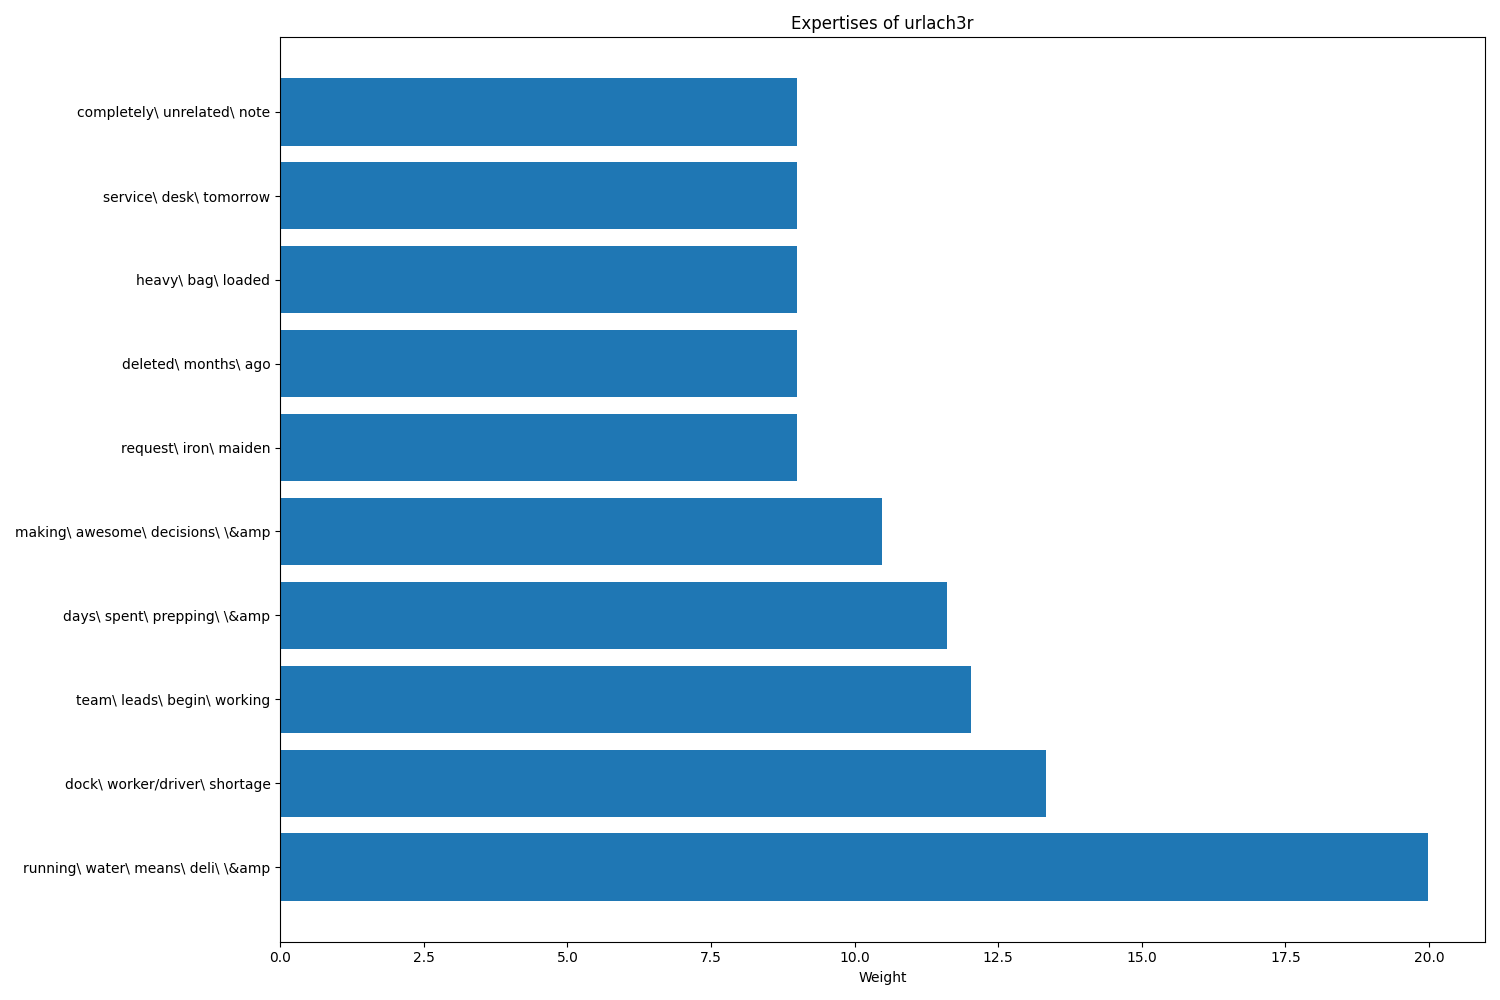 Expertises of urlach3r
completely\ unrelated\ note
service\ desk\ tomorrow
heavy\ bag\ loaded
deleted\ months\ ago
request\ iron\ maiden
making\ awesome\ decisions\ \&amp
days\ spent\ prepping\ \&amp
team\ leads\ begin\ working
dock\ worker/driver\ shortage
running\ water\ means\ deli\ \&amp
0.0 2.5 5.0 7.5 10.0 12.5 15.0 17.5 20.0
Weight